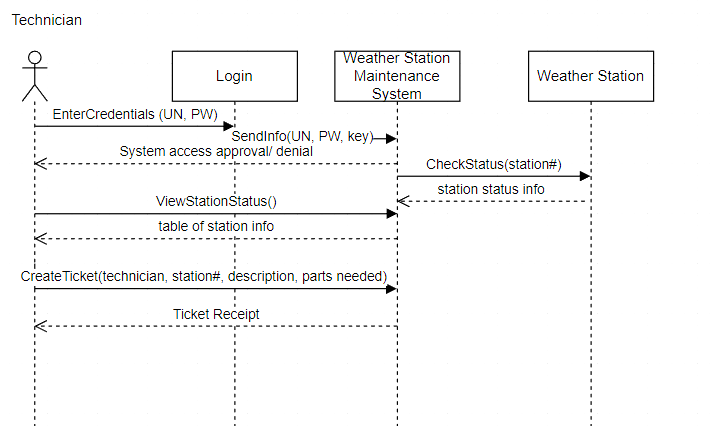 Technician
Login
Weather Station
Maintenance
System
Weather Station
EnterCredentials (UN, PW)
SendInfo(UN, PW, key)
System access approval/ denial
CheckStatus(station#)
station status info
ViewStationStatus()
table of station info
CreateTicket(technician, station#, description, parts needed)
Ticket Receipt